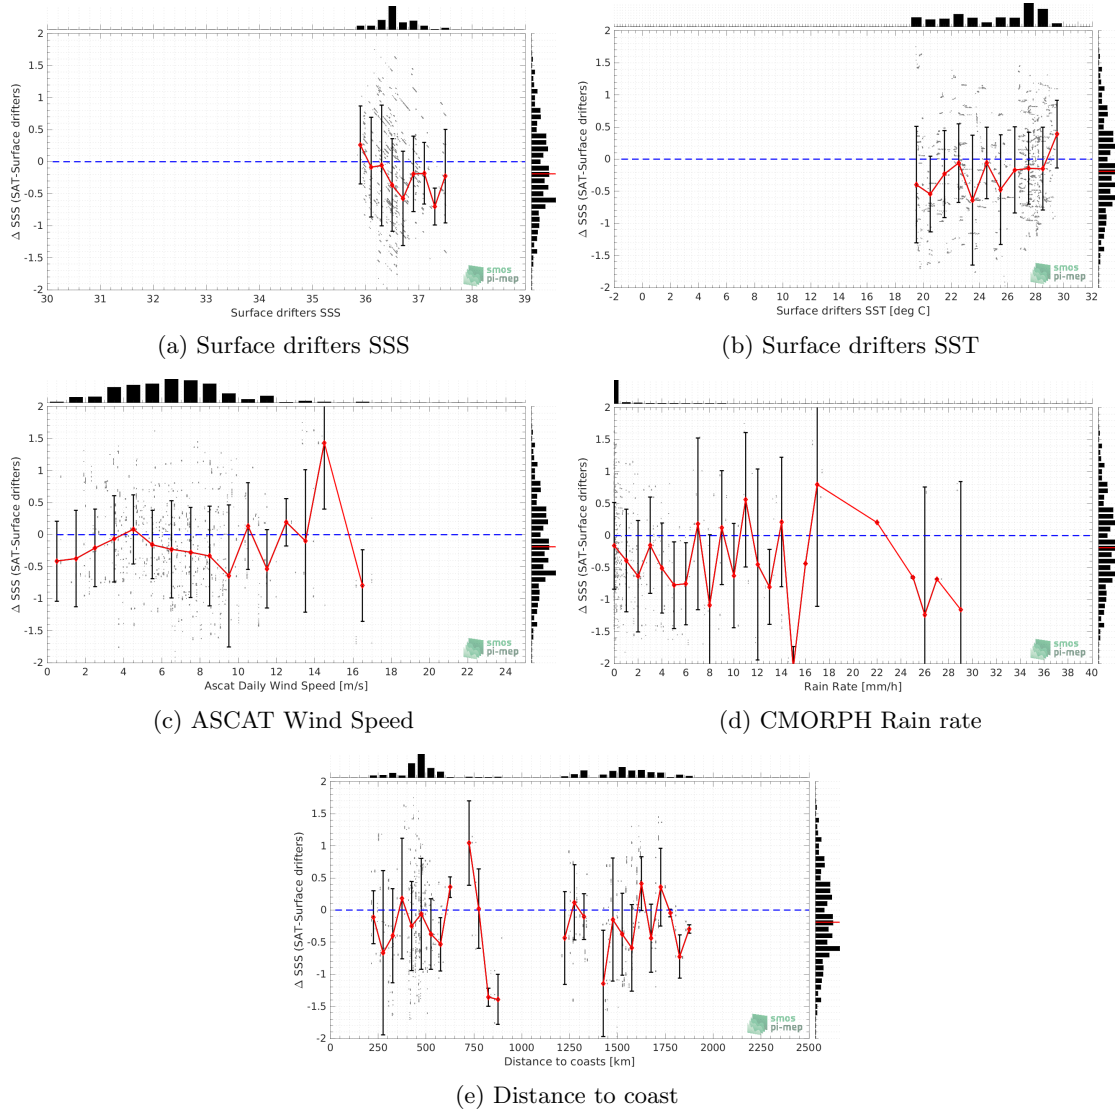 2
1.5
1
0.5
0
-0.5
-1
-1.5
-2
Δ SSS (SAT-Surface drifters)
30 31 32 33 34 35 36 37 38 39
Surface drifters SSS
smos
pi-mep
(a) Surface drifters SSS
2
1.5
1
0.5
0
-0.5
-1
-1.5
-2
Δ SSS (SAT-Surface drifters)
-2 0 2 4 6 8 10 12 14 16 18 20 22 24 26 28 30 32
Surface drifters SST [deg C]
smos
pi-mep
(b) Surface drifters SST
2
1.5
1
0.5
0
-0.5
-1
-1.5
-2
Δ SSS (SAT-Surface drifters)
0 2 4 6 8 10 12 14 16 18 20 22 24
Ascat Daily Wind Speed [m/s]
smos
pi-mep
(c) ASCAT Wind Speed
2
1.5
1
0.5
0
-0.5
-1
-1.5
-2
Δ SSS (SAT-Surface drifters)
0 2 4 6 8 10 12 14 16 18 20 22 24 26 28 30 32 34 36 38 40
Rain Rate [mm/h]
smos
pi-mep
(d) CMORPH Rain rate
2
1.5
1
0.5
0
-0.5
-1
-1.5
-2
Δ SSS (SAT-Surface drifters)
0 250 500 750 1000 1250 1500 1750 2000 2250 2500
Distance to coasts [km]
smos
pi-mep
(e) Distance to coast